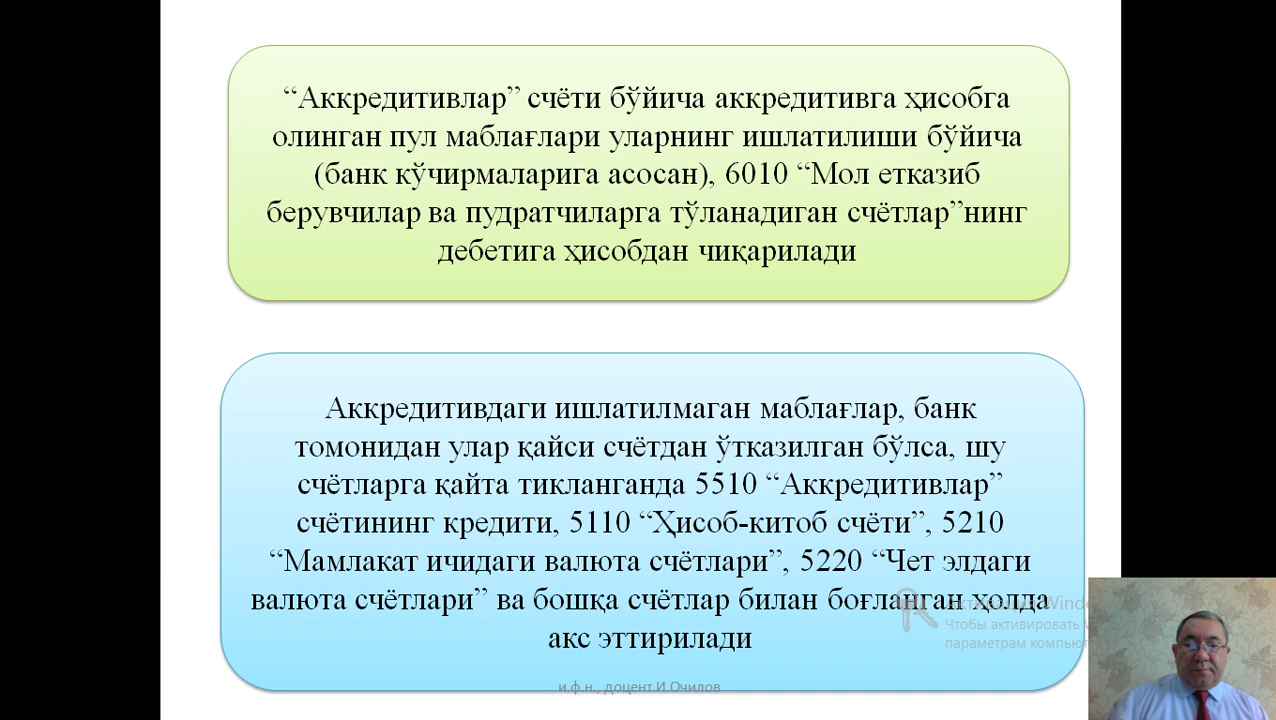 “Аккредитивлар” счёти бўйича аккредитивга ҳисобга
олинган пул маблағлари уларнинг ишлатилиши бўйича
(банк кўчирмаларига асосан), 6010 “Мол етказиб
берувчилар ва пудратчиларга тўланадиган счётлар”нинг
дебетига ҳисобдан чиқарилади
Аккредитивдаги ишлатилмаган маблағлар, банк
томонидан улар қайси счётдан ўтказилган бўлса, шу
счётларга қайта тикланганда 5510 “Аккредитивлар”
счётининг кредити, 5110 “Ҳисоб-китоб счёти”, 5210
“Мамлакат ичидаги валюта счётлари”, 5220 “Чет элдаги
валюта счётлари” ва бошқа счётлар билан боғланган ҳолда
акс эттирилади
Чтобы активировать
параметрам
и.ф.н., доцент И.Очилов